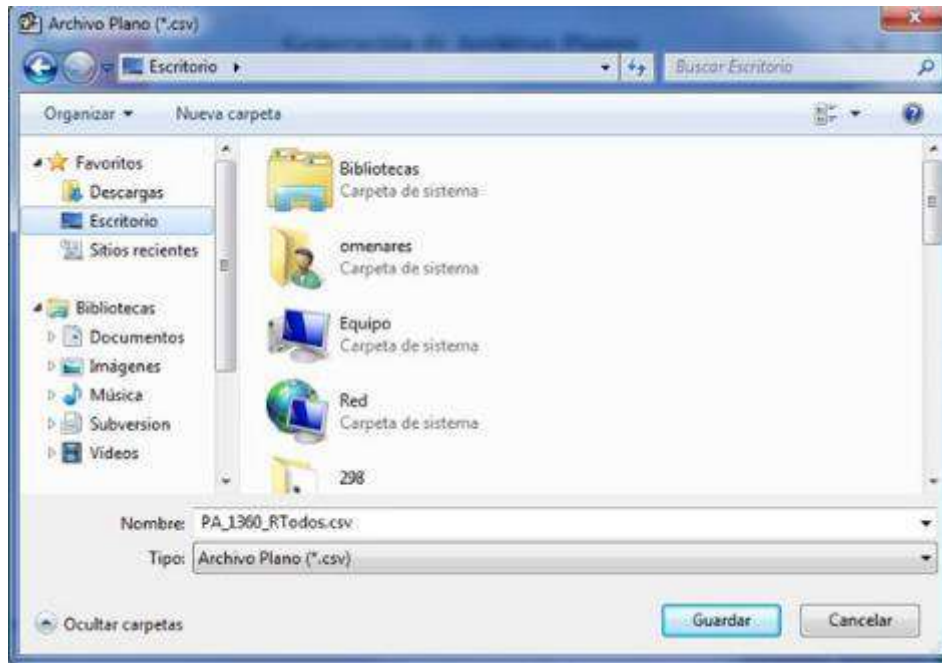 Archivo Plano (*.csv)
Escritorio
Buscar Escritorio
Organizar
Nueva carpeta
Favoritos
Descargas
Escritorio
Sitios recientes
Bibliotecas
Documentos
Imágenes
Música
Subversion
Videos
Bibliotecas
Carpeta de sistema
omenares
Carpeta de sistema
Equipo
Carpeta de sistema
Red
Carpeta de sistema
298
Nombre: PA_1360_RTodos.csv
Tipo: Archivo Plano (*.csv)
Ocultar carpetas
Guardar
Cancelar